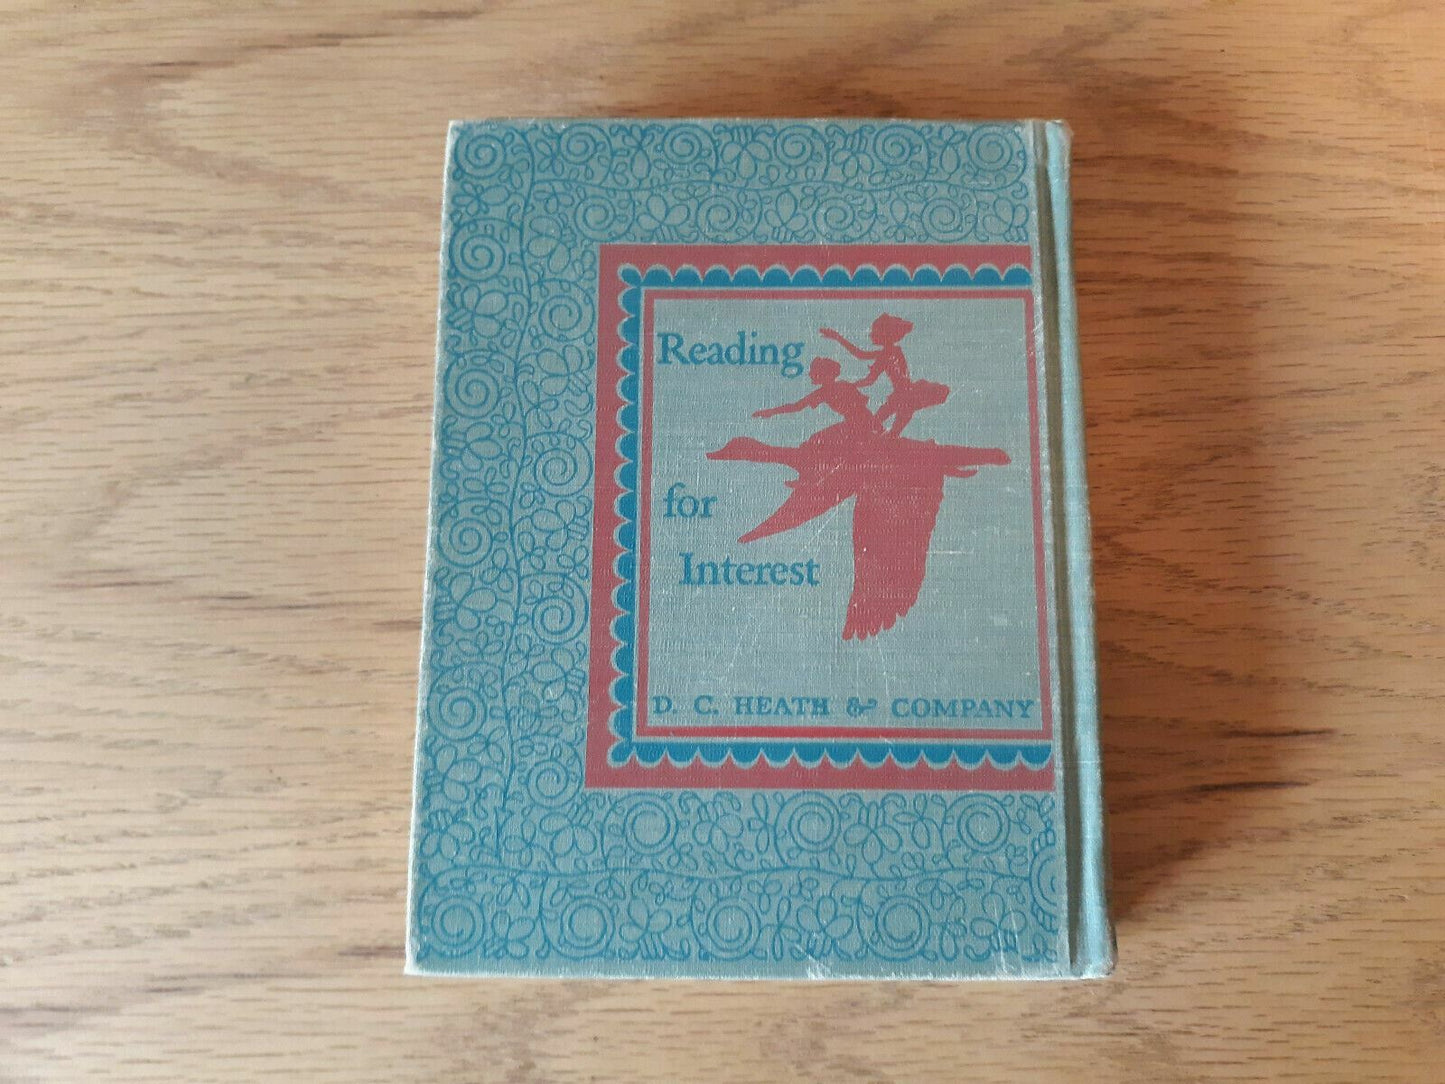 Reading
for
Interest
D. C. HEATH & COMPANY